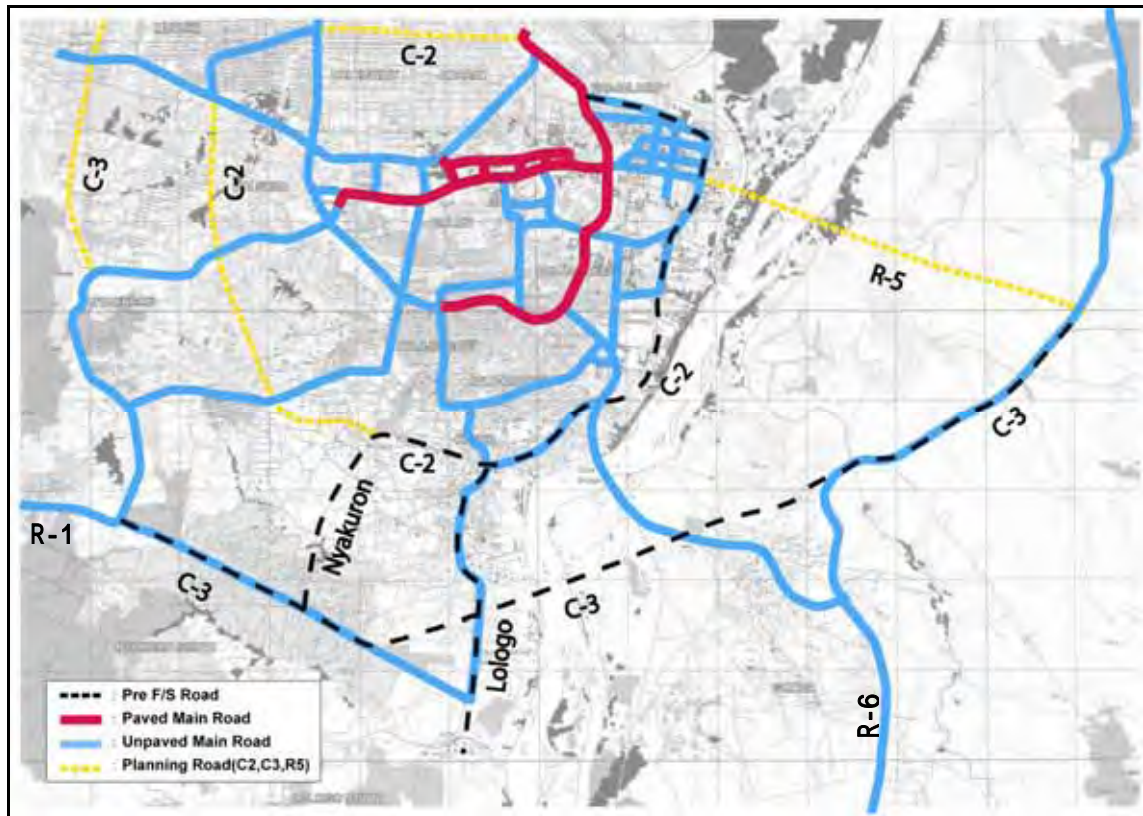 C-2
C-3
C-2
R-5
C-2
C-3
C-2
Nyakuron
R-1
C-3
C-3
Lologo
R-6
: Pre F/S Road
: Paved Main Road
: Unpaved Main Road
: Planning Road(C2,C3,R5)